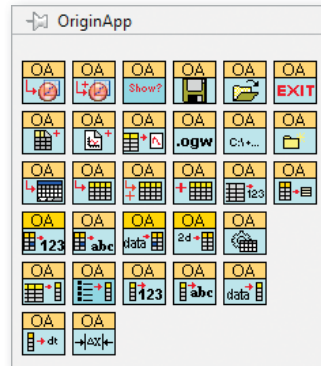 OriginApp
OA OA OA OA OA OA
Show? EXIT
OA OA OA OA OA OA
.ogw C:\+...
OA OA OA OA OA OA
123
OA OA OA OA OA
123 abc data 2d
OA OA OA OA OA
123 abc data
OA OA
dt ΔX